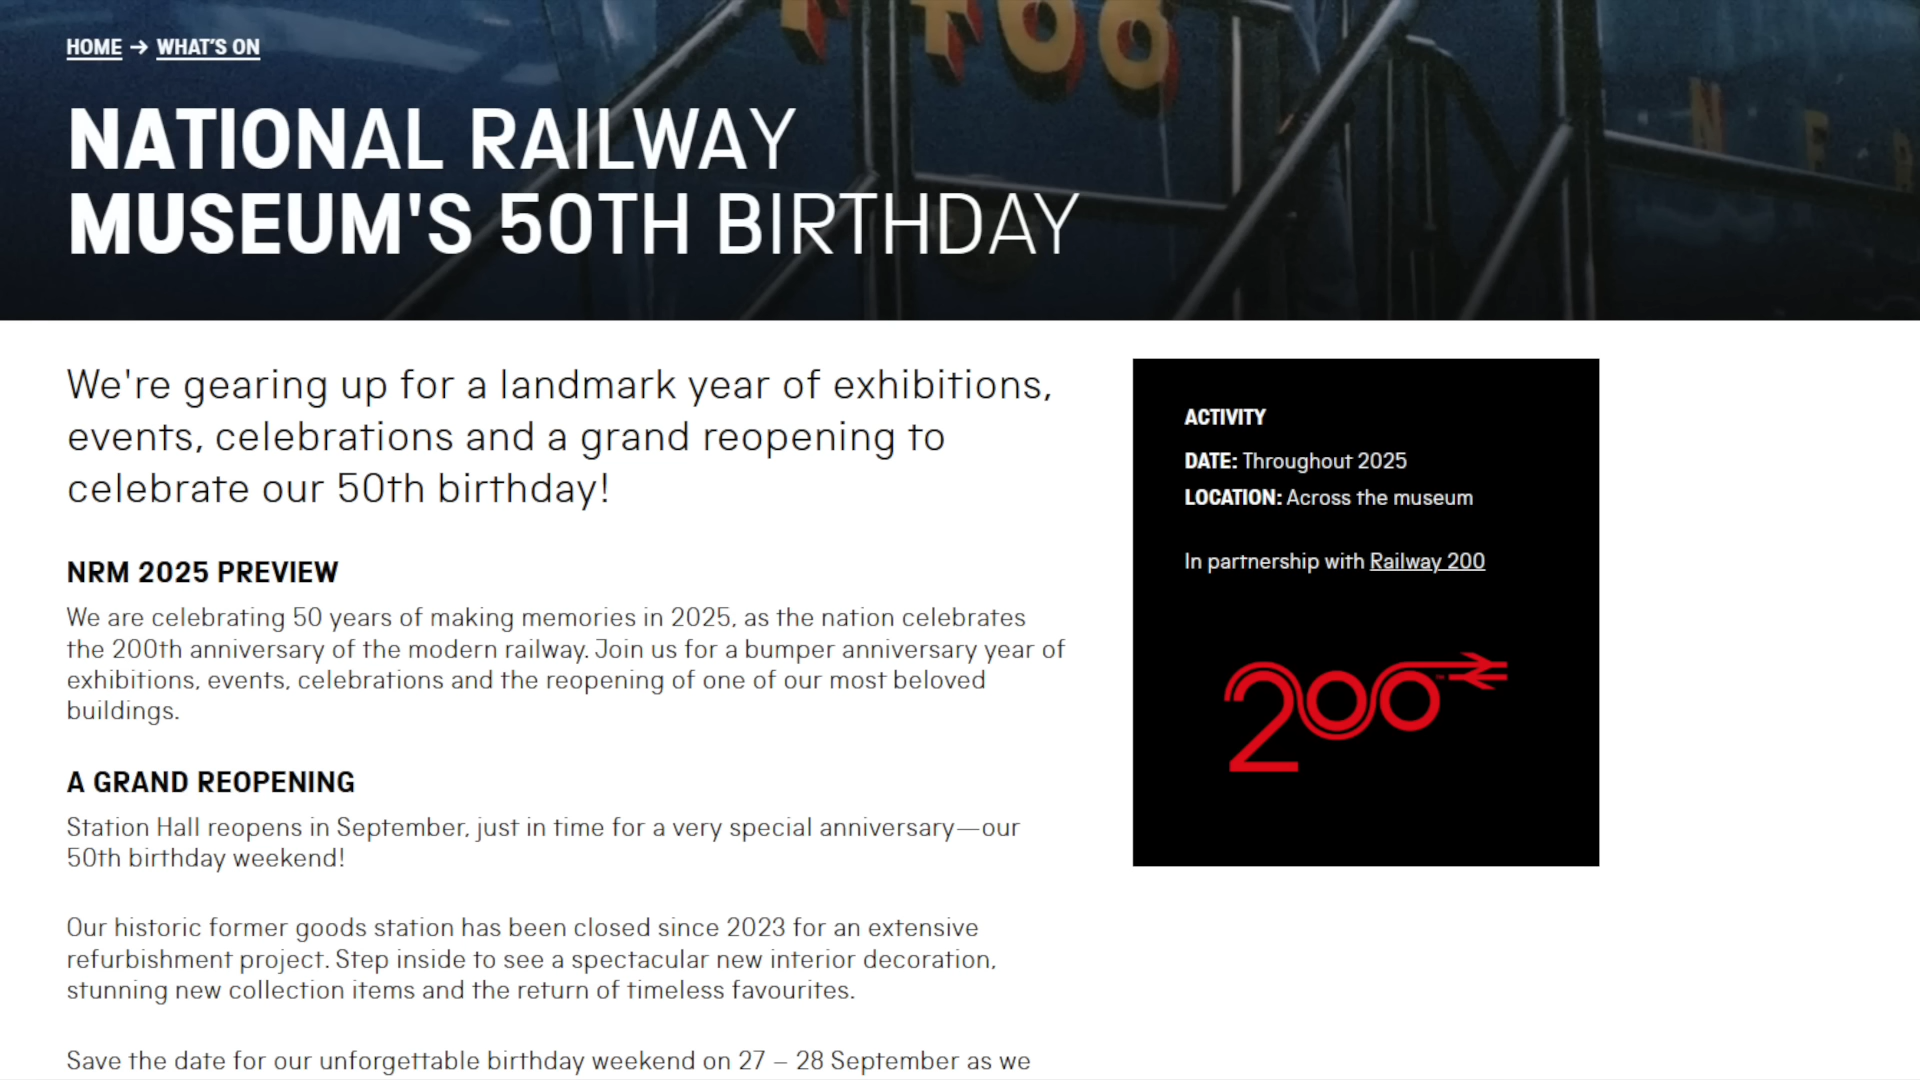 HOME → WHAT'S ON
NATIONAL RAILWAY
MUSEUM'S 50TH BIRTHDAY
We're gearing up for a landmark year of exhibitions,
events, celebrations and a grand reopening to
celebrate our 50th birthday!
NRM 2025 PREVIEW
We are celebrating 50 years of making memories in 2025, as the nation celebrates
the 200th anniversary of the modern railway. Join us for a bumper anniversary year of
exhibitions, events, celebrations and the reopening of one of our most beloved
buildings.
A GRAND REOPENING
Station Hall reopens in September, just in time for a very special anniversary—our
50th birthday weekend!
Our historic former goods station has been closed since 2023 for an extensive
refurbishment project. Step inside to see a spectacular new interior decoration,
stunning new collection items and the return of timeless favourites.
Save the date for our unforgettable birthday weekend on 27 – 28 September as we
ACTIVITY
DATE: Throughout 2025
LOCATION: Across the museum
In partnership with Railway 200
200